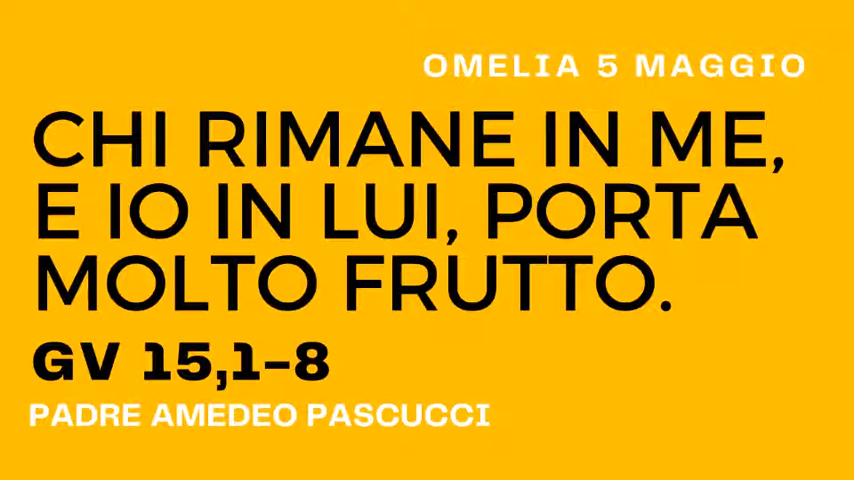 OMELIA 5 MAGGIO
CHI RIMANE IN ME,
E IO IN LUI, PORTA
MOLTO FRUTTO.
GV 15,1-8
PADRE AMEDEO PASCUCCI